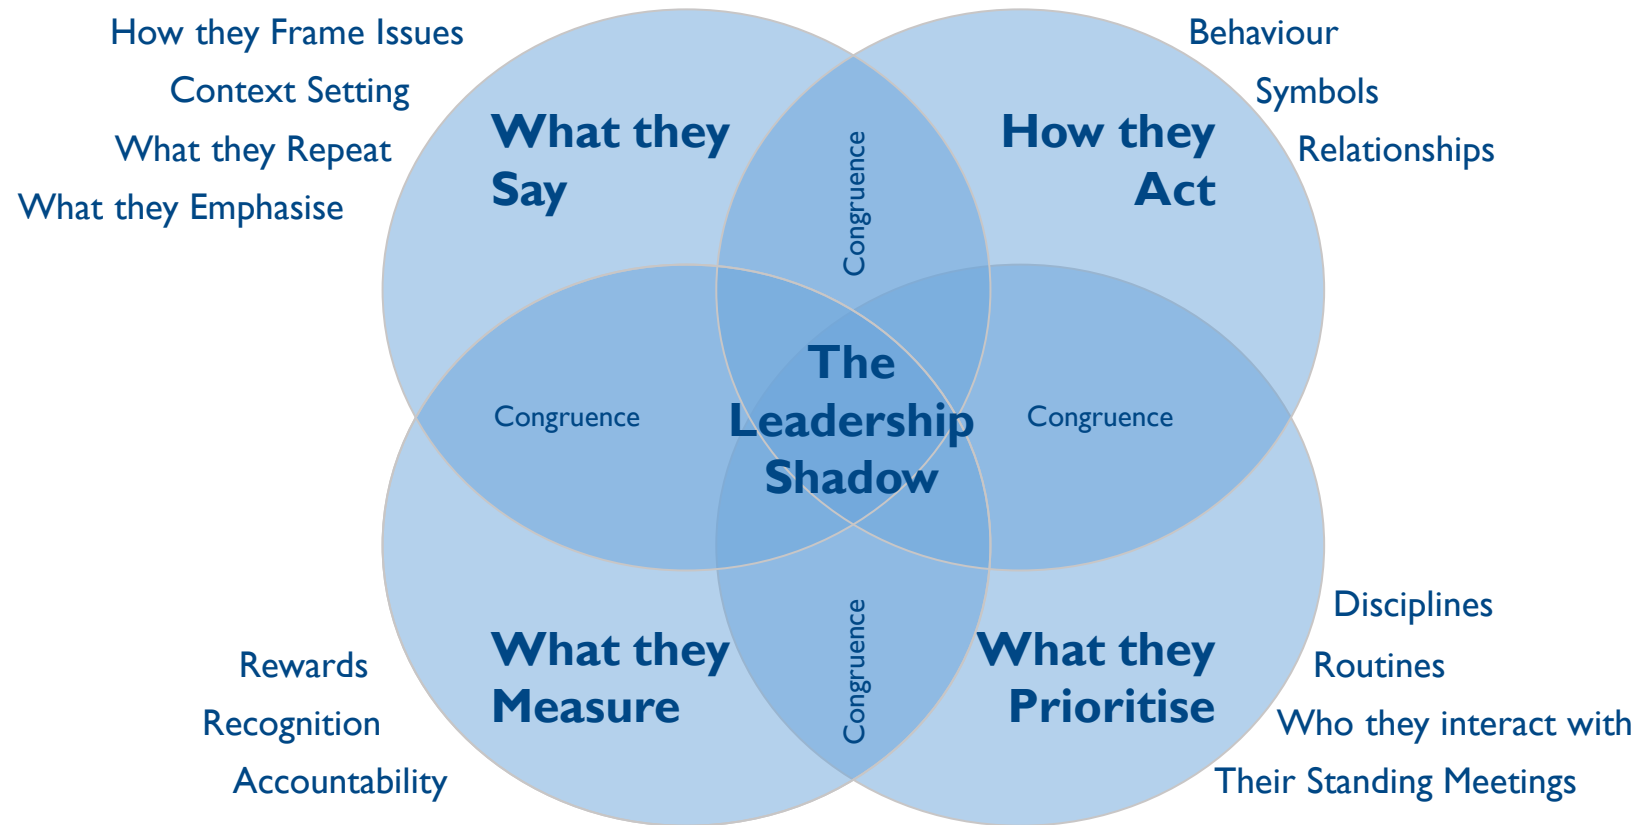 How they Frame Issues
Context Setting
What they Repeat
What they Emphasise
What they
Say
Congruence
How they
Act
Behaviour
Symbols
Relationships
Congruence
The
Leadership
Shadow
Congruence
Rewards
Recognition
Accountability
What they
Measure
Congruence
What they
Prioritise
Disciplines
Routines
Who they interact with
Their Standing Meetings